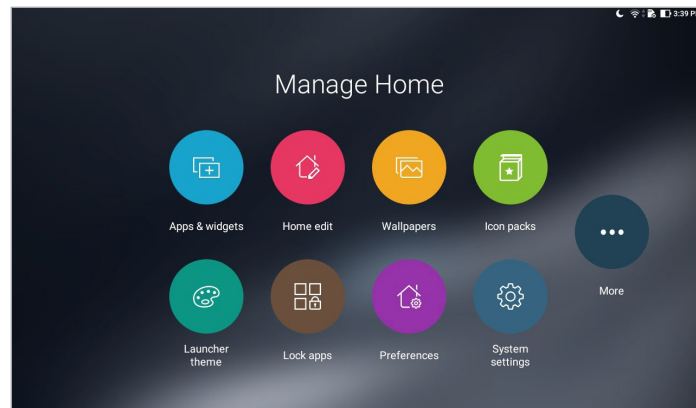 3:39 P
Manage Home
Apps & widgets
Home edit
Wallpapers
Icon packs
More
Launcher
theme
Lock apps
Preferences
System
settings